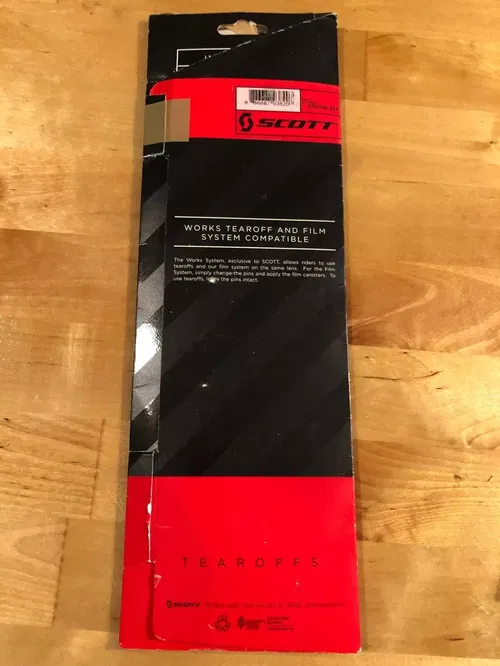 SCOTT
WORKS TEAROFF AND FILM
SYSTEM COMPATIBLE
The Works System, exclusive to SCOTT, allows riders to use
tearoffs and our film system on the same lens. For the Film
System, simply change the pins and apply the film canisters. To
use tearoffs, the pins intact.
TEAROFFS
SCOTT